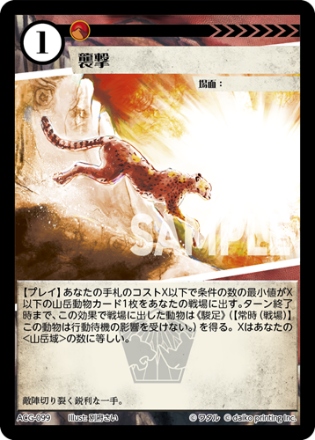 1
襲撃
場面：
SAMPLE
【プレイ】あなたの手札のコストX以下で条件の数の最小値がX
以下の山岳動物カード1枚をあなたの戦場に出す。ターン終了
時まで、この効果で戦場に出した動物は《駿足》（【常時（戦場）】
この動物は行動待機の影響を受けない。）を得る。Xはあなたの
<山岳域>の数に等しい。
敵陣切り裂く鋭利な一手。
ACG-099 Illust: 別府さい © ワタル © daiko printing inc.